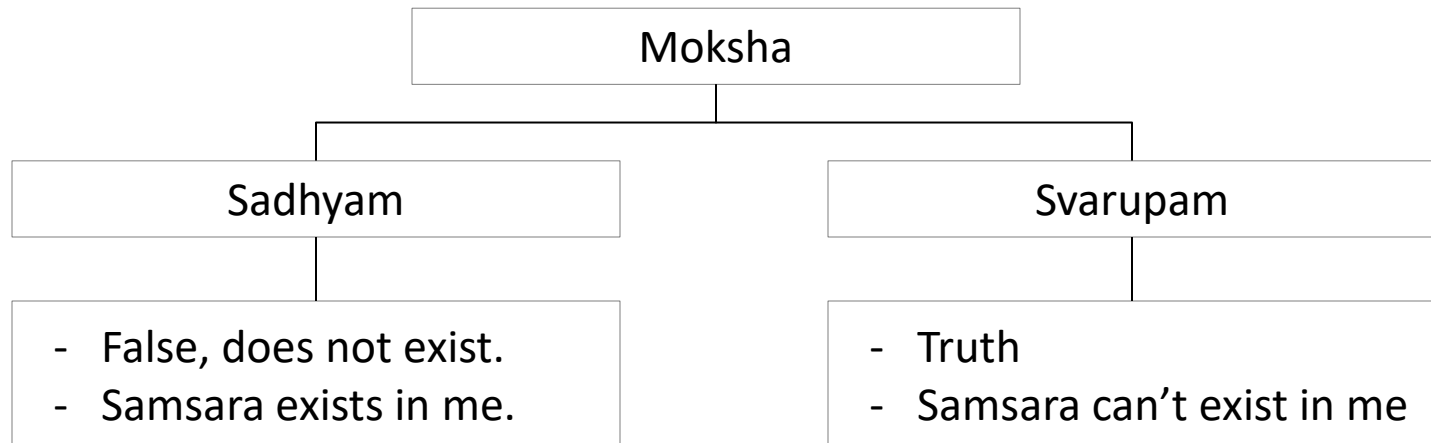 Moksha
Sadhyam
Svarupam
- False, does not exist.
- Samsara exists in me.
- Truth
- Samsara can’t exist in me